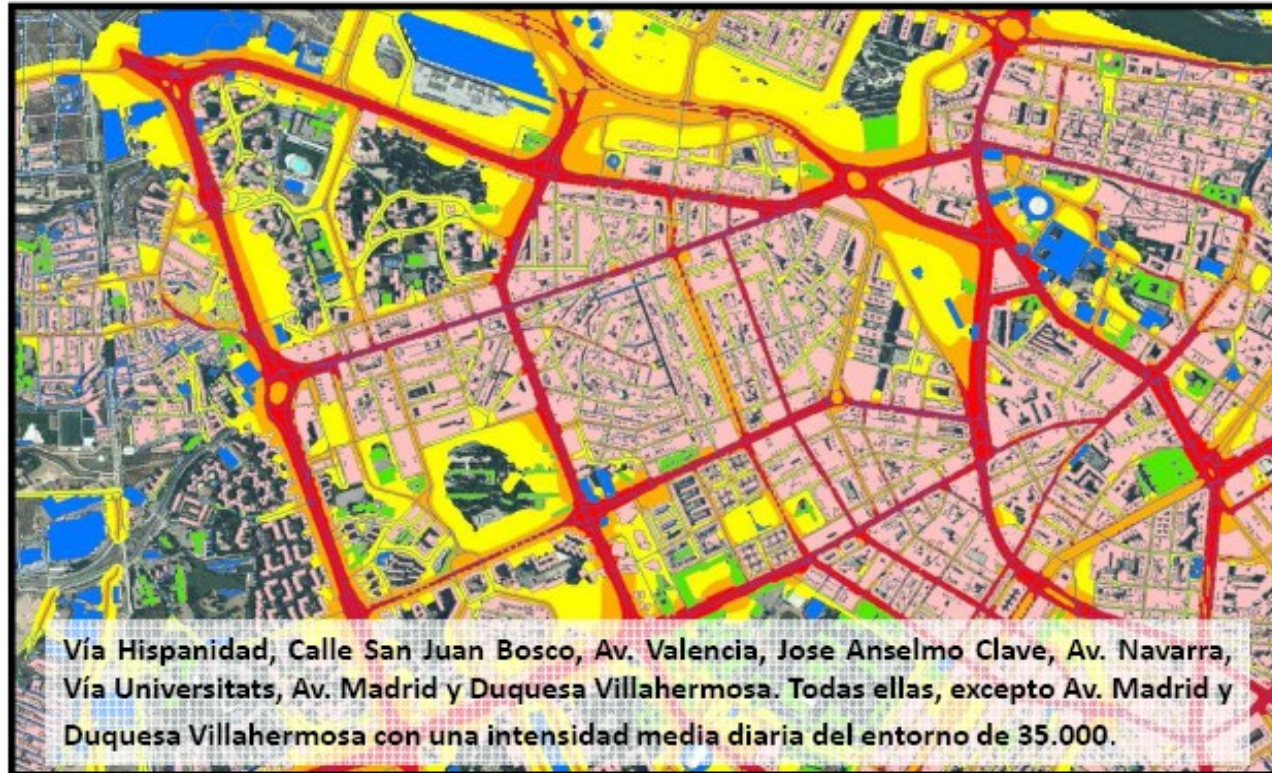 Vía Hispanidad, Calle San Juan Bosco, Av. Valencia, Jose Anselmo Clave, Av. Navarra,
Vía Universitats, Av. Madrid y Duquesa Villahermosa. Todas ellas, excepto Av. Madrid y
Duquesa Villahermosa con una intensidad media diaria del entorno de 35.000.